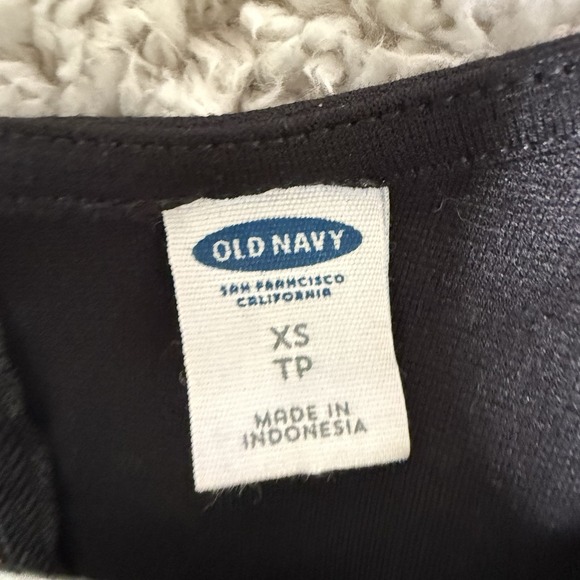 OLD NAVY
SAN FRANCISCO
CALIFORNIA
XS
TP
MADE IN
INDONESIA